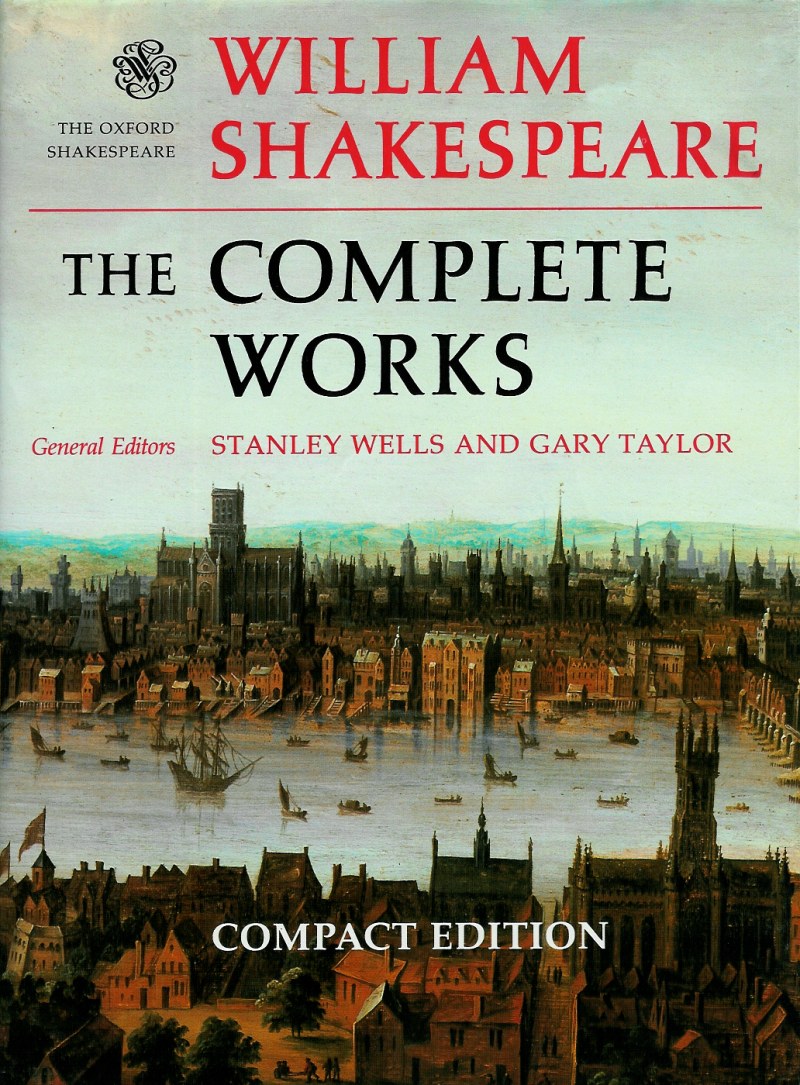 WILLIAM
SHAKESPEARE
THE OXFORD
SHAKESPEARE
THE COMPLETE
WORKS
General Editors STANLEY WELLS AND GARY TAYLOR
COMPACT EDITION